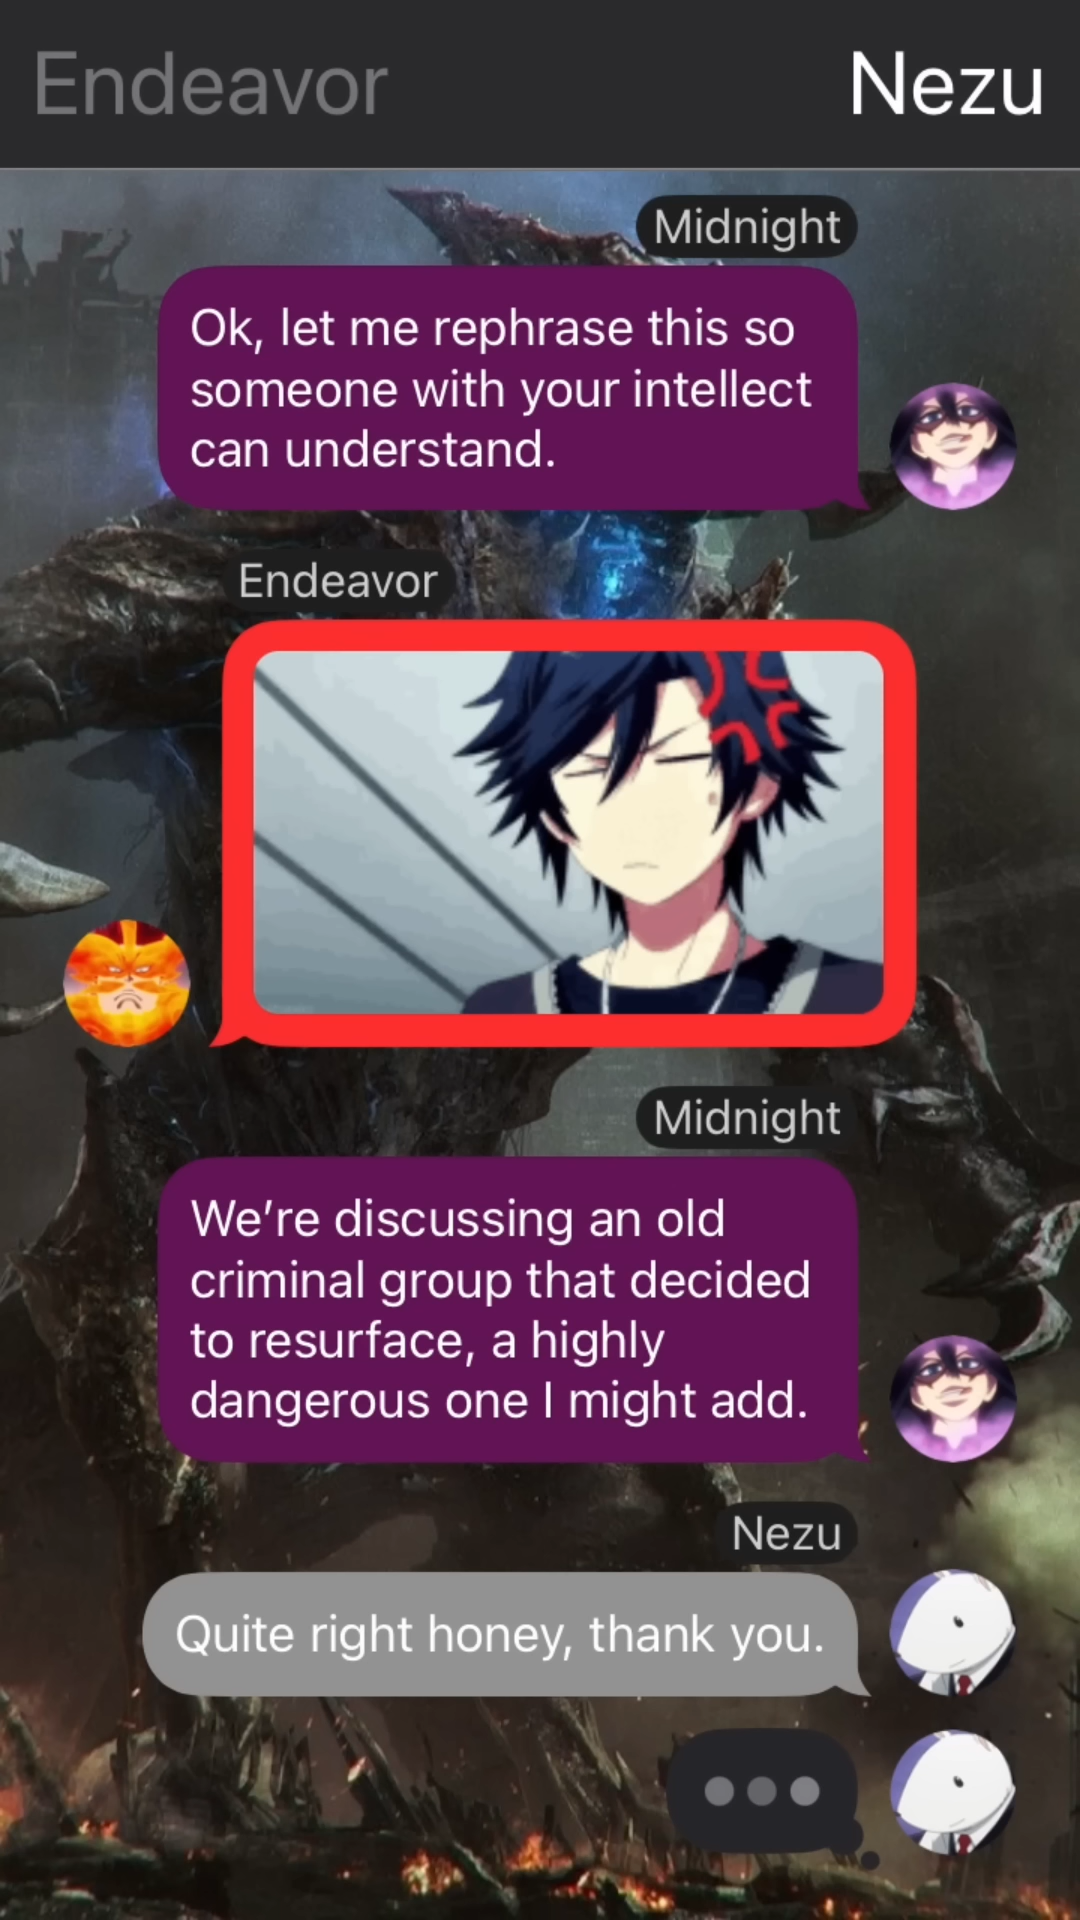 Endeavor
Nezu
Midnight
Ok, let me rephrase this so
someone with your intellect
can understand.
Endeavor
Midnight
We’re discussing an old
criminal group that decided
to resurface, a highly
dangerous one I might add.
Nezu
Quite right honey, thank you.